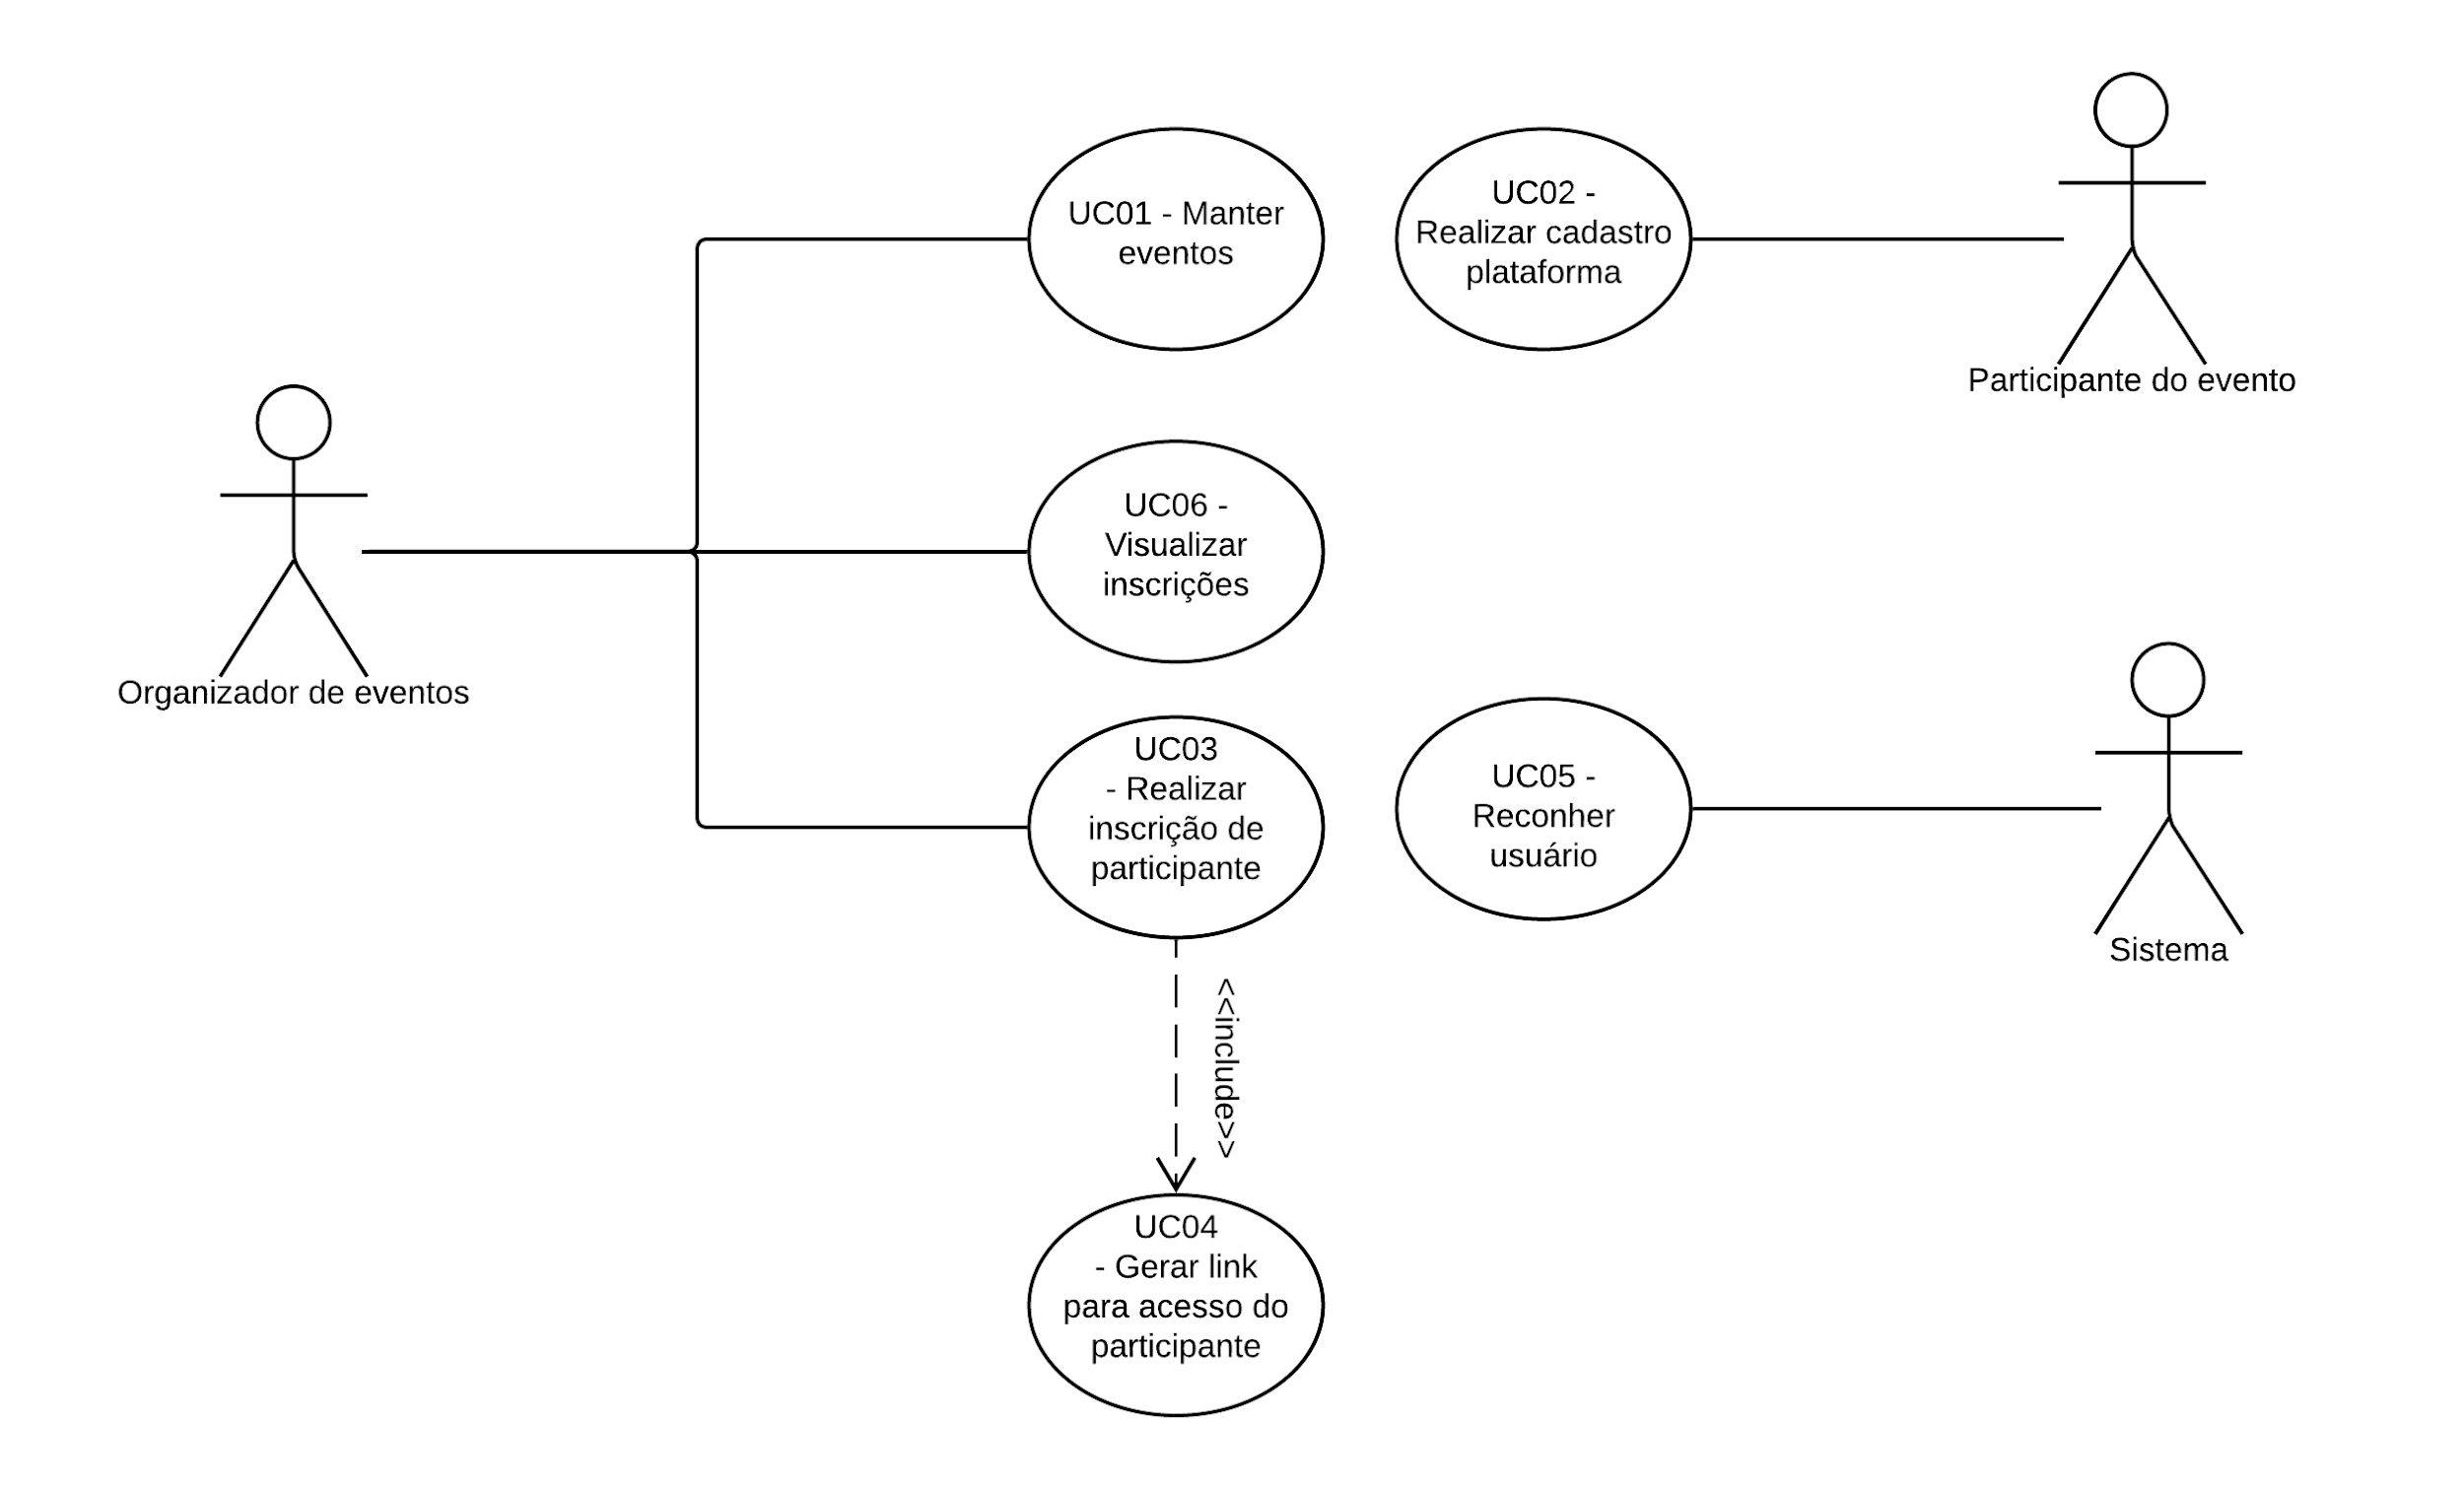 UC01 - Manter
eventos
UC02 -
Realizar cadastro
plataforma
Participante do evento
UC06 -
Visualizar
inscrições
Organizador de eventos
UC03
- Realizar
inscrição de
participante
UC05 -
Reconher
usuário
Sistema
<<include>>
UC04
- Gerar link
para acesso do
participante